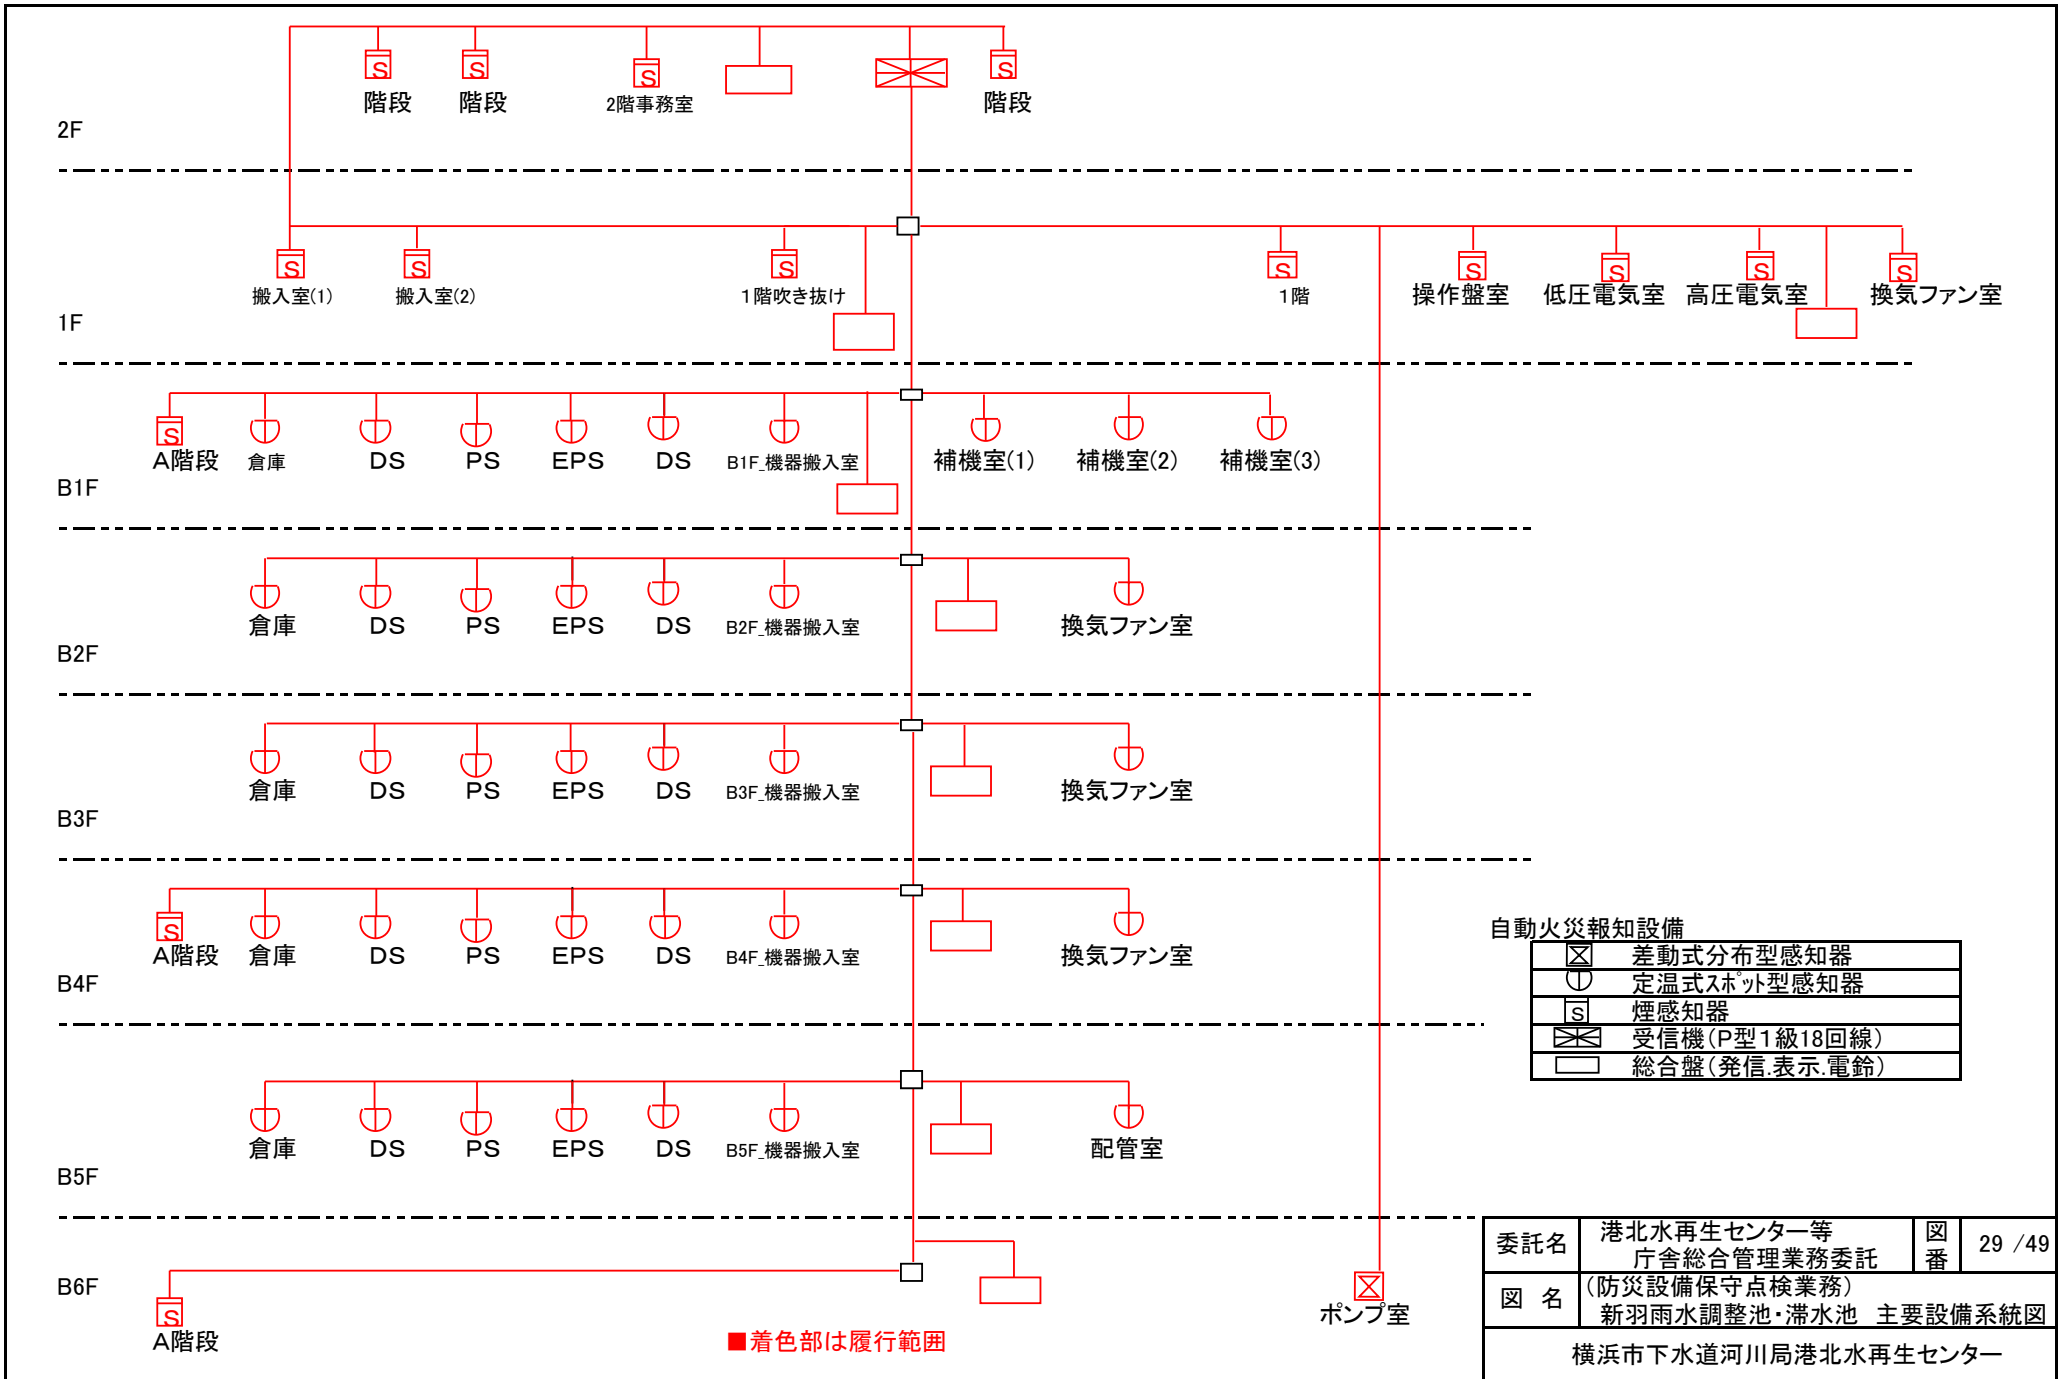 S
S
S
S
階段
階段
2階事務室
階段
2F
S
S
S
S
S
S
S
S
搬入室(1)
搬入室(2)
1階吹き抜け
1階
操作盤室
低圧電気室
高圧電気室
換気ファン室
1F
S
A階段
倉庫
DS
PS
EPS
DS
B1F_機器搬入室
補機室(1)
補機室(2)
補機室(3)
B1F
倉庫
DS
PS
EPS
DS
B2F_機器搬入室
換気ファン室
B2F
倉庫
DS
PS
EPS
DS
B3F_機器搬入室
換気ファン室
B3F
S
A階段
倉庫
DS
PS
EPS
DS
B4F_機器搬入室
換気ファン室
B4F
倉庫
DS
PS
EPS
DS
B5F_機器搬入室
配管室
B5F
B6F
S
A階段
ポンプ室
■着色部は履行範囲
自動火災報知設備
差動式分布型感知器
定温式スポット型感知器
S 煙感知器
受信機(P型1級18回線)
総合盤(発信.表示.電鈴)
委託名
港北水再生センター等
庁舎総合管理業務委託
図番
29 /49
図 名
(防災設備保守点検業務)
新羽雨水調整池・滞水池 主要設備系統図
横浜市下水道河川局港北水再生センター